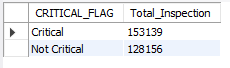 CRITICAL_FLAG Total_Inspection
Critical 153139
Not Critical 128156